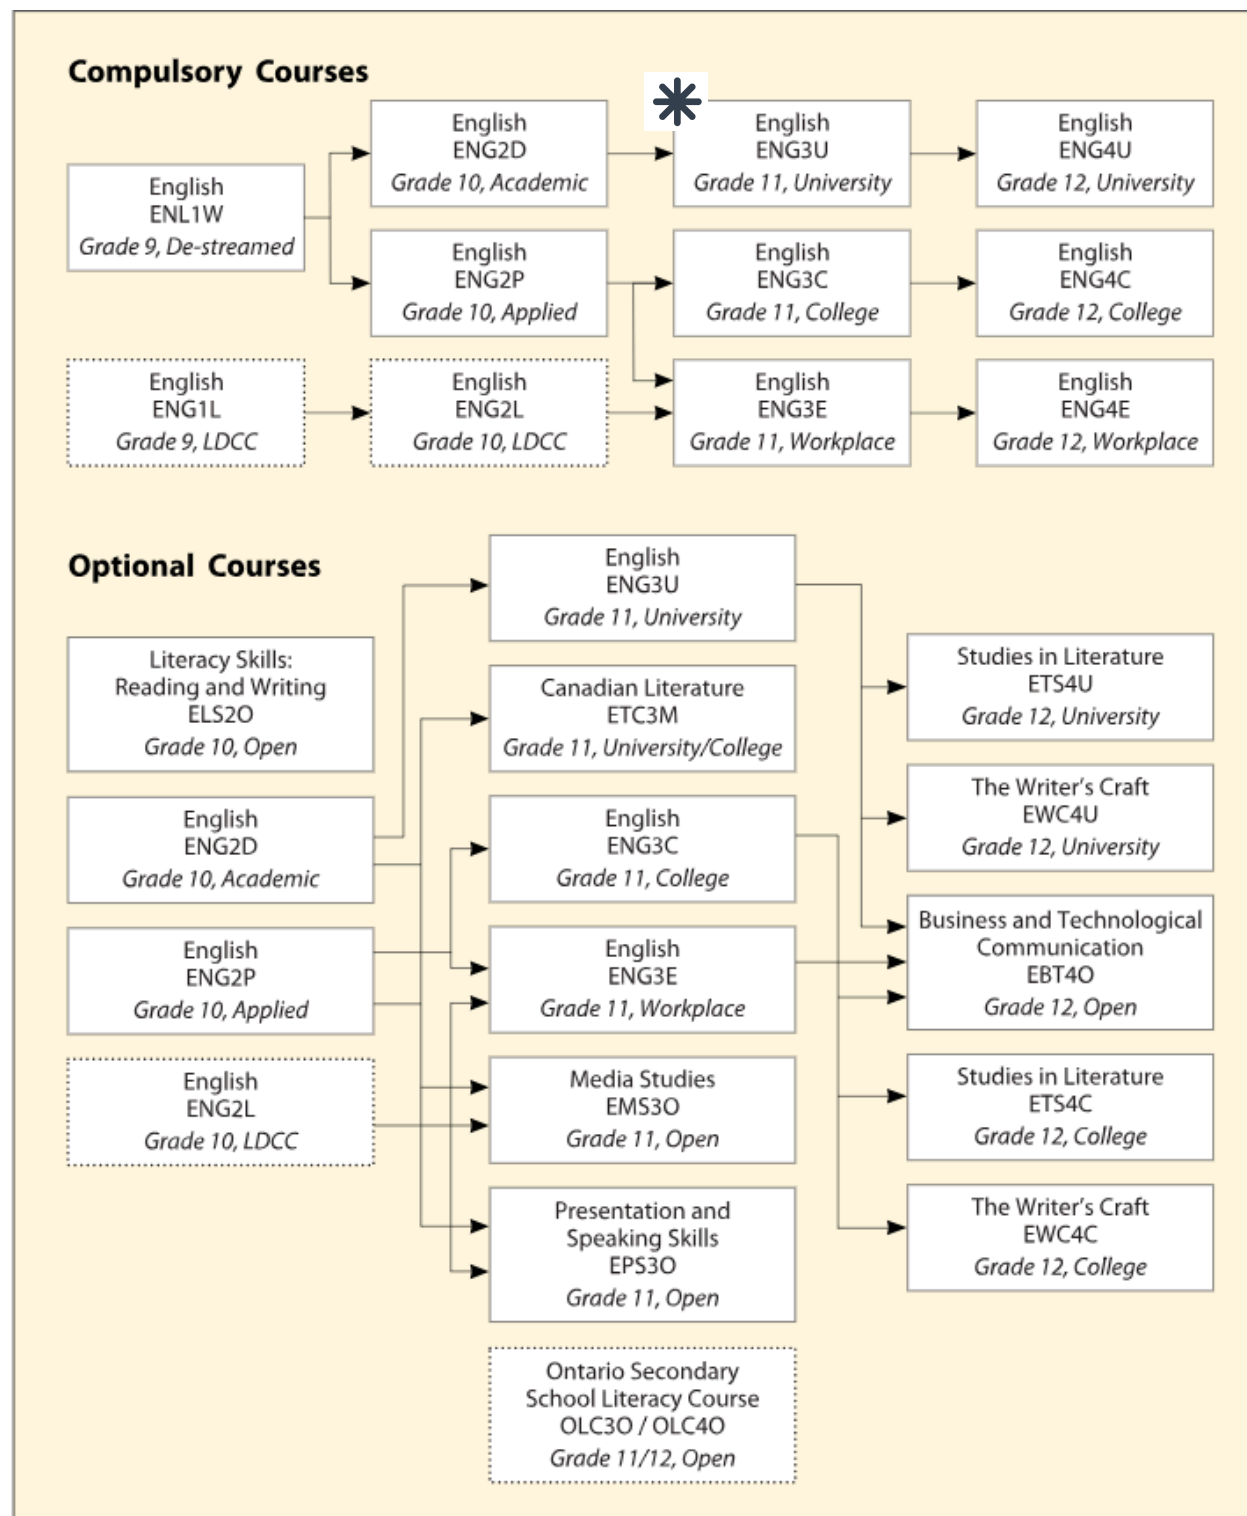 Compulsory Courses
English
ENL1W
Grade 9, De-streamed
English
ENG2D
Grade 10, Academic
English
ENG3U
Grade 11, University
English
ENG4U
Grade 12, University
English
ENG2P
Grade 10, Applied
English
ENG3C
Grade 11, College
English
ENG4C
Grade 12, College
English
ENG1L
Grade 9, LDCC
English
ENG2L
Grade 10, LDCC
English
ENG3E
Grade 11, Workplace
English
ENG4E
Grade 12, Workplace
Optional Courses
Literacy Skills:
Reading and Writing
ELS2O
Grade 10, Open
English
ENG2D
Grade 10, Academic
English
ENG2P
Grade 10, Applied
English
ENG2L
Grade 10, LDCC
English
ENG3U
Grade 11, University
Canadian Literature
ETC3M
Grade 11, University/College
English
ENG3C
Grade 11, College
English
ENG3E
Grade 11, Workplace
Media Studies
EMS3O
Grade 11, Open
Presentation and
Speaking Skills
EPS3O
Grade 11, Open
Ontario Secondary
School Literacy Course
OLC3O / OLC4O
Grade 11/12, Open
Studies in Literature
ETS4U
Grade 12, University
The Writer's Craft
EWC4U
Grade 12, University
Business and Technological
Communication
EBT4O
Grade 12, Open
Studies in Literature
ETS4C
Grade 12, College
The Writer's Craft
EWC4C
Grade 12, College